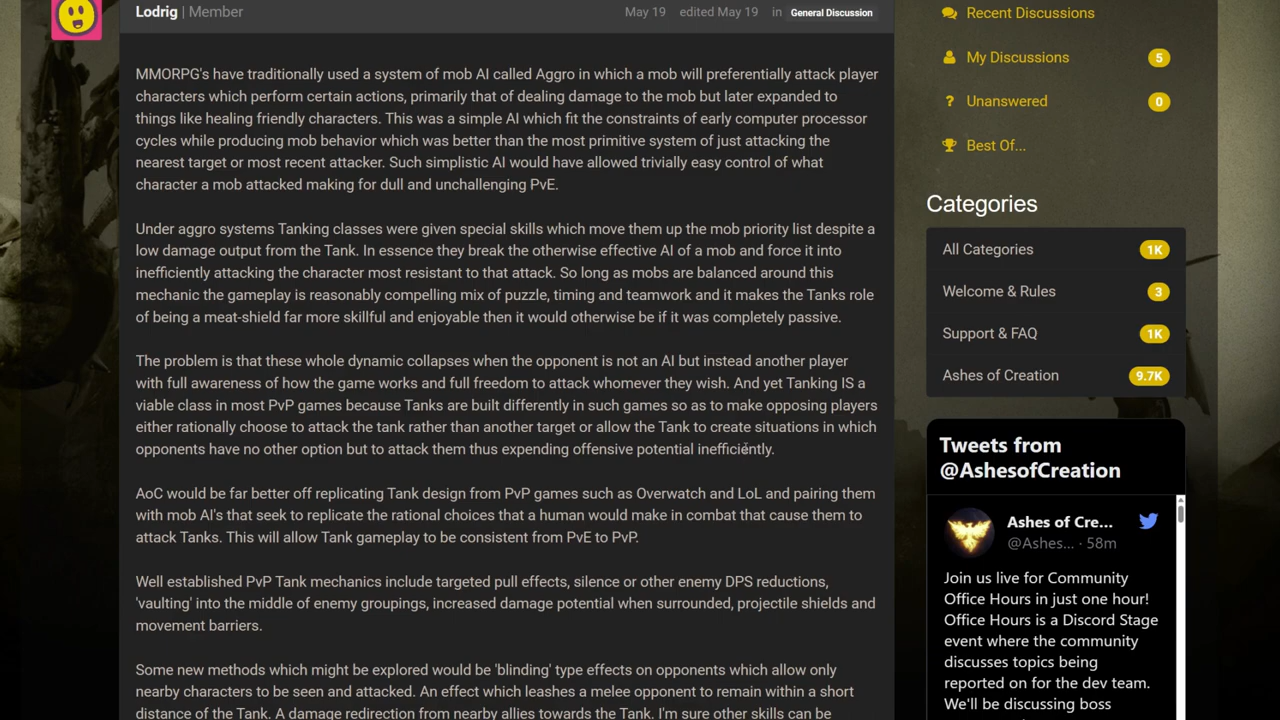 Lodrig | Member
May 19 edited May 19 in General Discussion
MMORPG's have traditionally used a system of mob AI called Aggro in which a mob will preferentially attack player
characters which perform certain actions, primarily that of dealing damage to the mob but later expanded to
things like healing friendly characters. This was a simple AI which fit the constraints of early computer processor
cycles while producing mob behavior which was better than the most primitive system of just attacking the
nearest target or most recent attacker. Such simplistic AI would have allowed trivially easy control of what
character a mob attacked making for dull and unchallenging PvE.
Under aggro systems Tanking classes were given special skills which move them up the mob priority list despite a
low damage output from the Tank. In essence they break the otherwise effective AI of a mob and force it into
inefficiently attacking the character most resistant to that attack. So long as mobs are balanced around this
mechanic the gameplay is reasonably compelling mix of puzzle, timing and teamwork and it makes the Tanks role
of being a meat-shield far more skillful and enjoyable then it would otherwise be if it was completely passive.
The problem is that these whole dynamic collapses when the opponent is not an AI but instead another player
with full awareness of how the game works and full freedom to attack whomever they wish. And yet Tanking IS a
viable class in most PvP games because Tanks are built differently in such games so as to make opposing players
either rationally choose to attack the tank rather than another target or allow the Tank to create situations in which
opponents have no other option but to attack them thus expending offensive potential inefficiently.
AoC would be far better off replicating Tank design from PvP games such as Overwatch and LoL and pairing them
with mob AI's that seek to replicate the rational choices that a human would make in combat that cause them to
attack Tanks. This will allow Tank gameplay to be consistent from PvE to PvP.
Well established PvP Tank mechanics include targeted pull effects, silence or other enemy DPS reductions,
'vaulting' into the middle of enemy groupings, increased damage potential when surrounded, projectile shields and
movement barriers.
Some new methods which might be explored would be 'blinding' type effects on opponents which allow only
nearby characters to be seen and attacked. An effect which leashes a melee opponent to remain within a short
distance of the Tank. A damage redirection from nearby allies towards the Tank. I'm sure other skills can be
Recent Discussions
My Discussions 5
? Unanswered 0
Best Of...
Categories
All Categories 1K
Welcome & Rules 3
Support & FAQ 1K
Ashes of Creation 9.7K
Tweets from
@AshesofCreation
Ashes of Cre...
@Ashes... · 58m
Join us live for Community
Office Hours in just one hour!
Office Hours is a Discord Stage
event where the community
discusses topics being
reported on for the dev team.
We'll be discussing boss